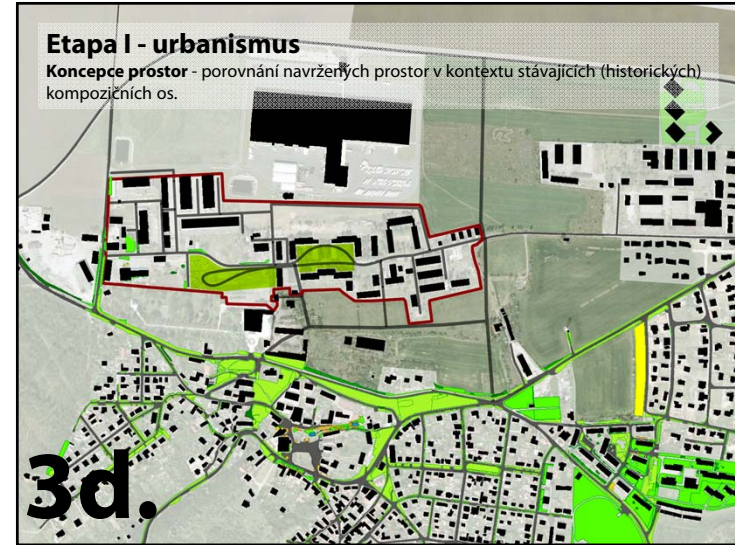 Etapa I - urbanismus
Koncepce prostor - porovnání navržených prostor v kontextu stávajících (historických)
kompozičních os.
3d.